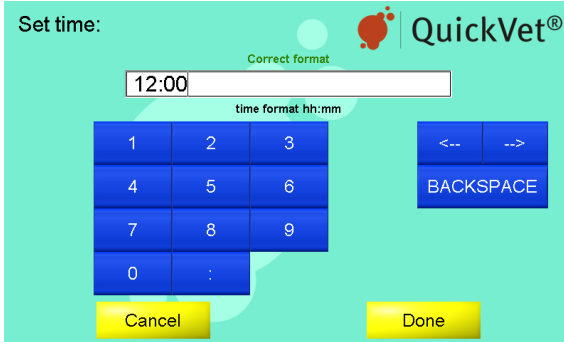 Set time:
QuickVet®
Correct format
12:00
time format hh:mm
1 2 3 <-- -->
4 5 6 BACKSPACE
7 8 9
0 :
Cancel Done